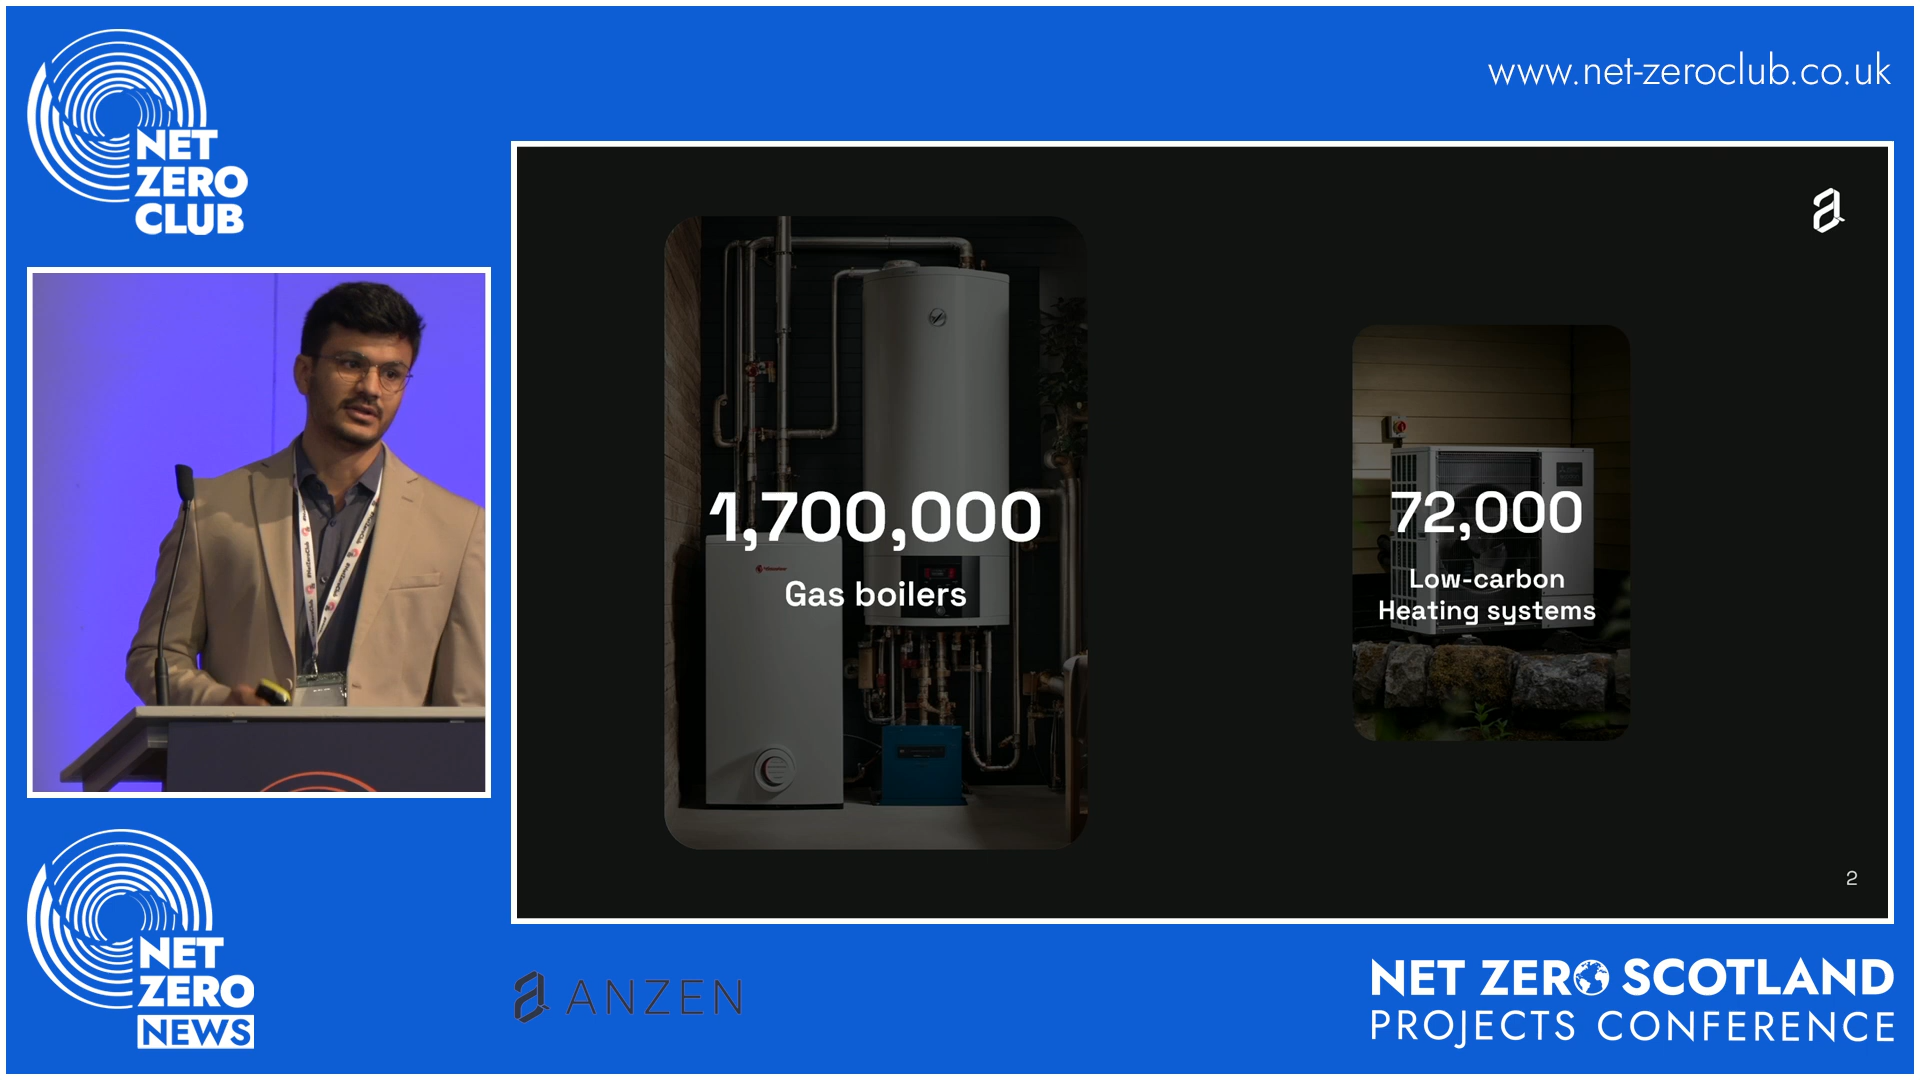 NET
ZERO
CLUB
www.net-zeroclub.co.uk
1,700,000
Gas boilers
72,000
Low-carbon
Heating systems
2
NET
ZERO
NEWS
ANZEN
NET ZERO SCOTLAND
PROJECTS CONFERENCE